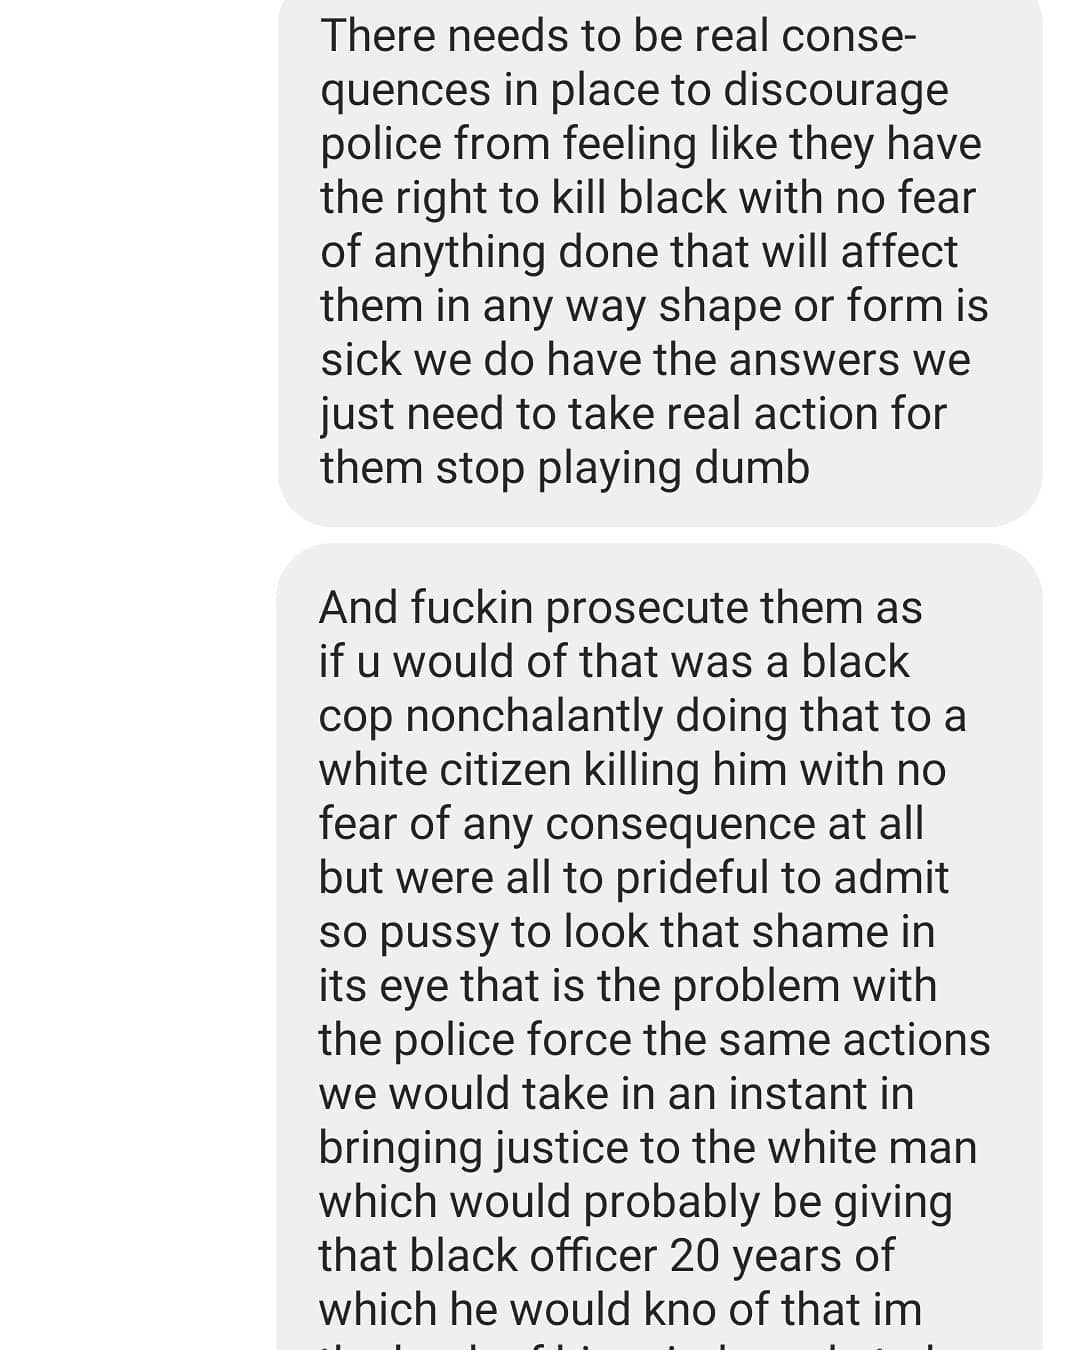 There needs to be real conse-
quences in place to discourage
police from feeling like they have
the right to kill black with no fear
of anything done that will affect
them in any way shape or form is
sick we do have the answers we
just need to take real action for
them stop playing dumb
And fuckin prosecute them as
if u would of that was a black
cop nonchalantly doing that to a
white citizen killing him with no
fear of any consequence at all
but were all to prideful to admit
so pussy to look that shame in
its eye that is the problem with
the police force the same actions
we would take in an instant in
bringing justice to the white man
which would probably be giving
that black officer 20 years of
which he would kno of that im